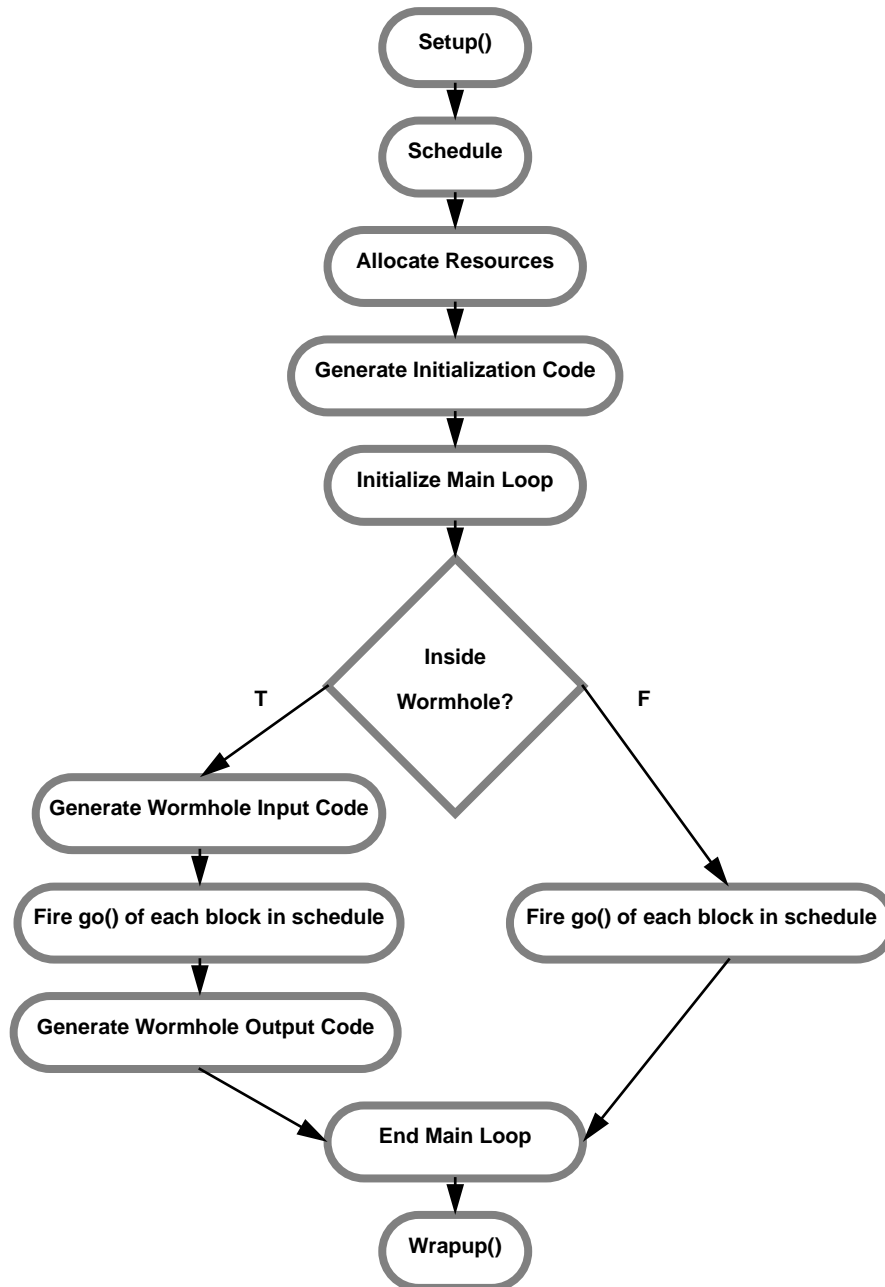 Setup()
Schedule
Allocate Resources
Generate Initialization Code
Initialize Main Loop
Inside
Wormhole?
T
F
Generate Wormhole Input Code
Fire go() of each block in schedule
Fire go() of each block in schedule
Generate Wormhole Output Code
End Main Loop
Wrapup()